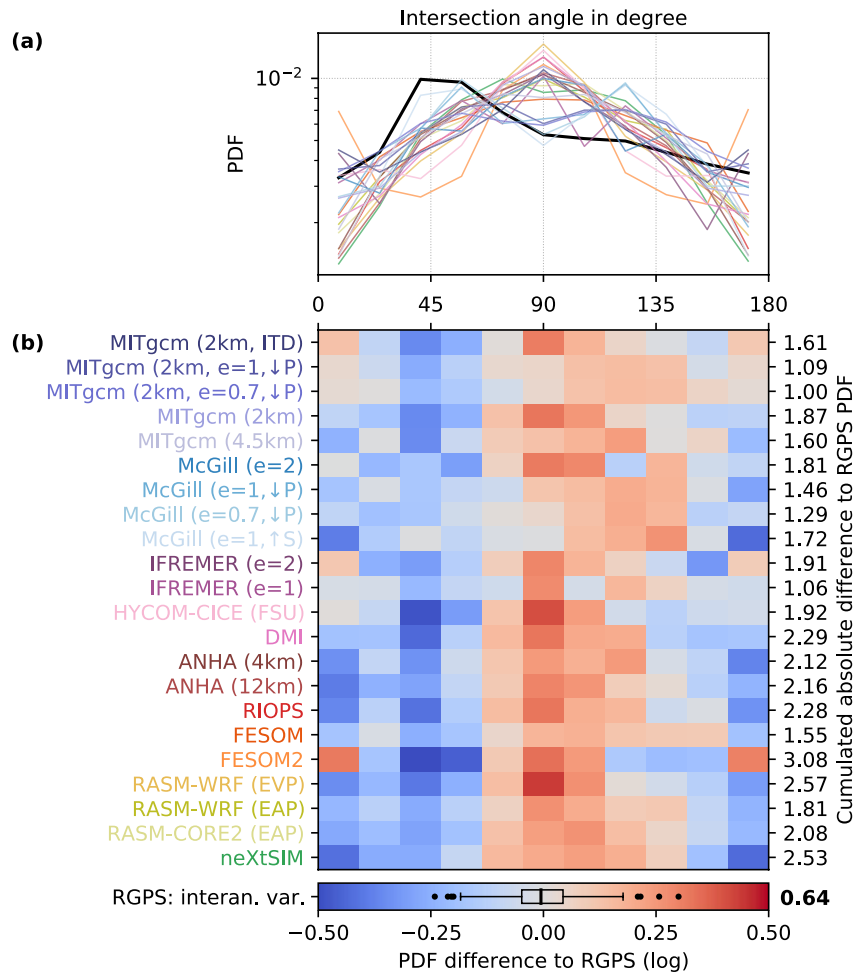 Intersection angle in degree
(a)
10⁻²
PDF
0 45 90 135 180
(b)
MITgcm (2km, ITD) 1.61
MITgcm (2km, e=1,↓P) 1.09
MITgcm (2km, e=0.7,↓P) 1.00
MITgcm (2km) 1.87
MITgcm (4.5km) 1.60
McGill (e=2) 1.81
McGill (e=1,↓P) 1.46
McGill (e=0.7,↓P) 1.29
McGill (e=1,↑S) 1.72
IFREMER (e=2) 1.91
IFREMER (e=1) 1.06
HYCOM-CICE (FSU) 1.92
DMI 2.29
ANHA (4km) 2.12
ANHA (12km) 2.16
RIOPS 2.28
FESOM 1.55
FESOM2 3.08
RASM-WRF (EVP) 2.57
RASM-WRF (EAP) 1.81
RASM-CORE2 (EAP) 2.08
neXtSIM 2.53
Cumulated absolute difference to RGPS PDF
RGPS: interan. var. 0.64
−0.50 −0.25 0.00 0.25 0.50
PDF difference to RGPS (log)